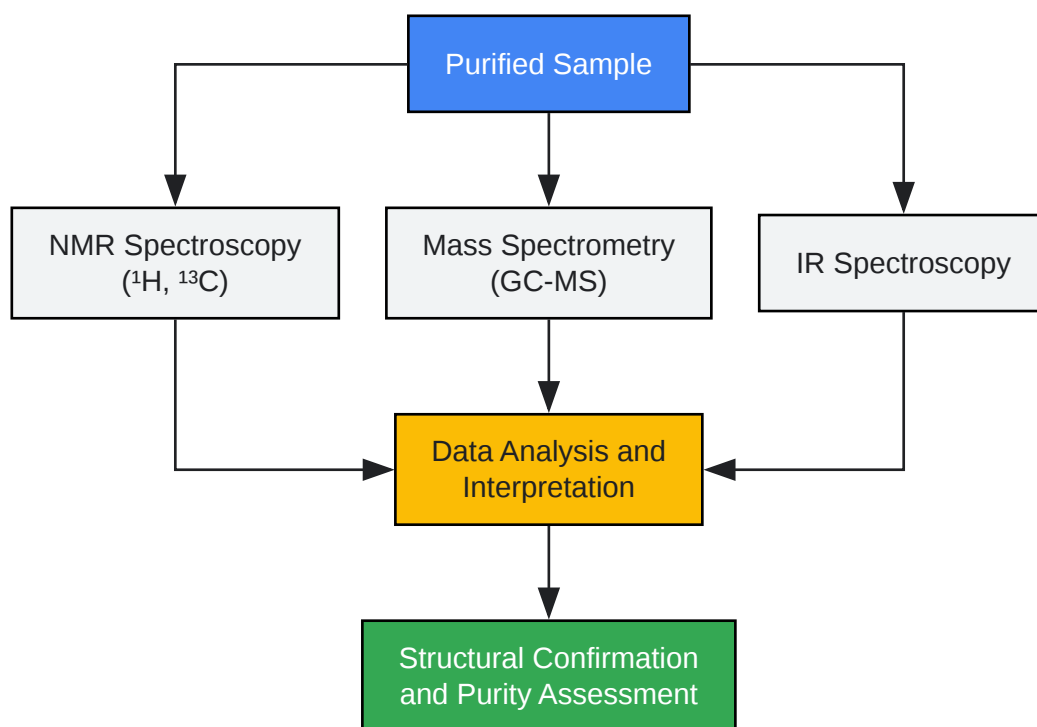 Purified Sample
NMR Spectroscopy
(¹H, ¹³C)
Mass Spectrometry
(GC-MS)
IR Spectroscopy
Data Analysis and
Interpretation
Structural Confirmation
and Purity Assessment